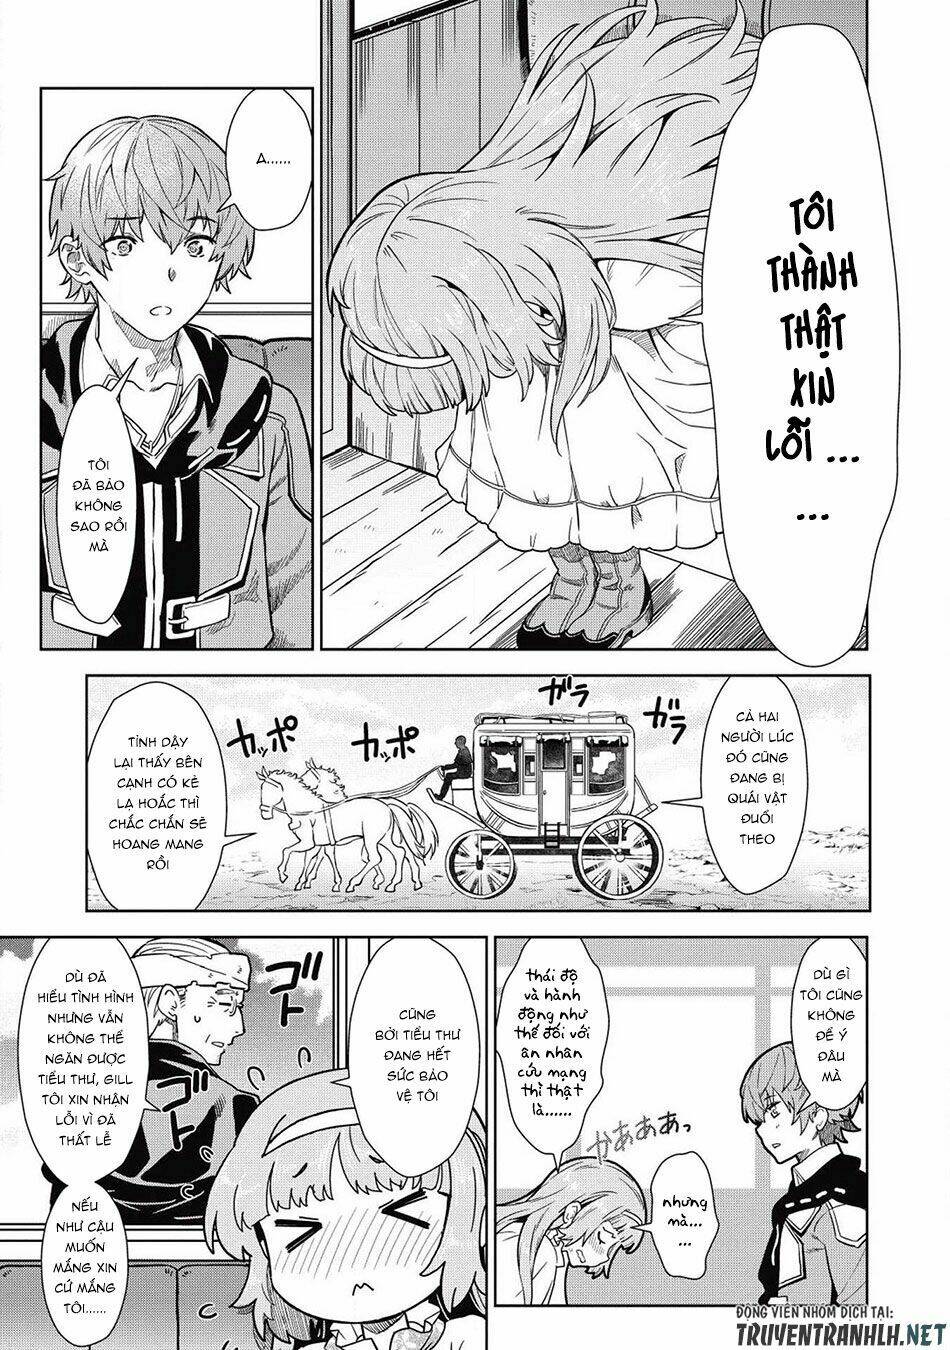 TÔI
THÀNH
THẬT
XIN
LỖI ...
...
A......
TÔI
ĐÃ BẢO
KHÔNG
SAO RỒI
MÀ
CẢ HAI
NGƯỜI LÚC
ĐÓ CŨNG
ĐANG BỊ
QUÁI VẬT
ĐUỔI
THEO
ガラ
ガラ
カッポ
カッポ
TỈNH DẬY
LẠI THẤY BÊN
CẠNH CÓ KẺ
LẠ HOẮC THÌ
CHẮC CHẮN SẼ
HOANG MANG
RỒI
DÙ GÌ
TÔI CŨNG
KHÔNG
ĐỂ Ý
ĐÂU
MÀ
thái độ
và hành
động như
thế đối với
ân nhân
cứu mạng
thì thật
là......
かあああっ
nhưng
mà...
...
CŨNG
BỞI TIỂU THƯ
ĐANG HẾT
SỨC BẢO
VỆ TÔI
ゴト
ゴト
DÙ ĐÃ
HIỂU TÌNH HÌNH
NHƯNG VẪN
KHÔNG THỂ
NGĂN ĐƯỢC
TIỂU THƯ, GILL
TÔI XIN NHẬN
LỖI VÌ ĐÃ
THẤT LỄ
NẾU
NHƯ CẬU
MUỐN
MẮNG XIN
CỨ MẮNG
TÔI......
ĐỘNG VIÊN NHÓM DỊCH TẠI:
TRUYENTRANHLH.NET